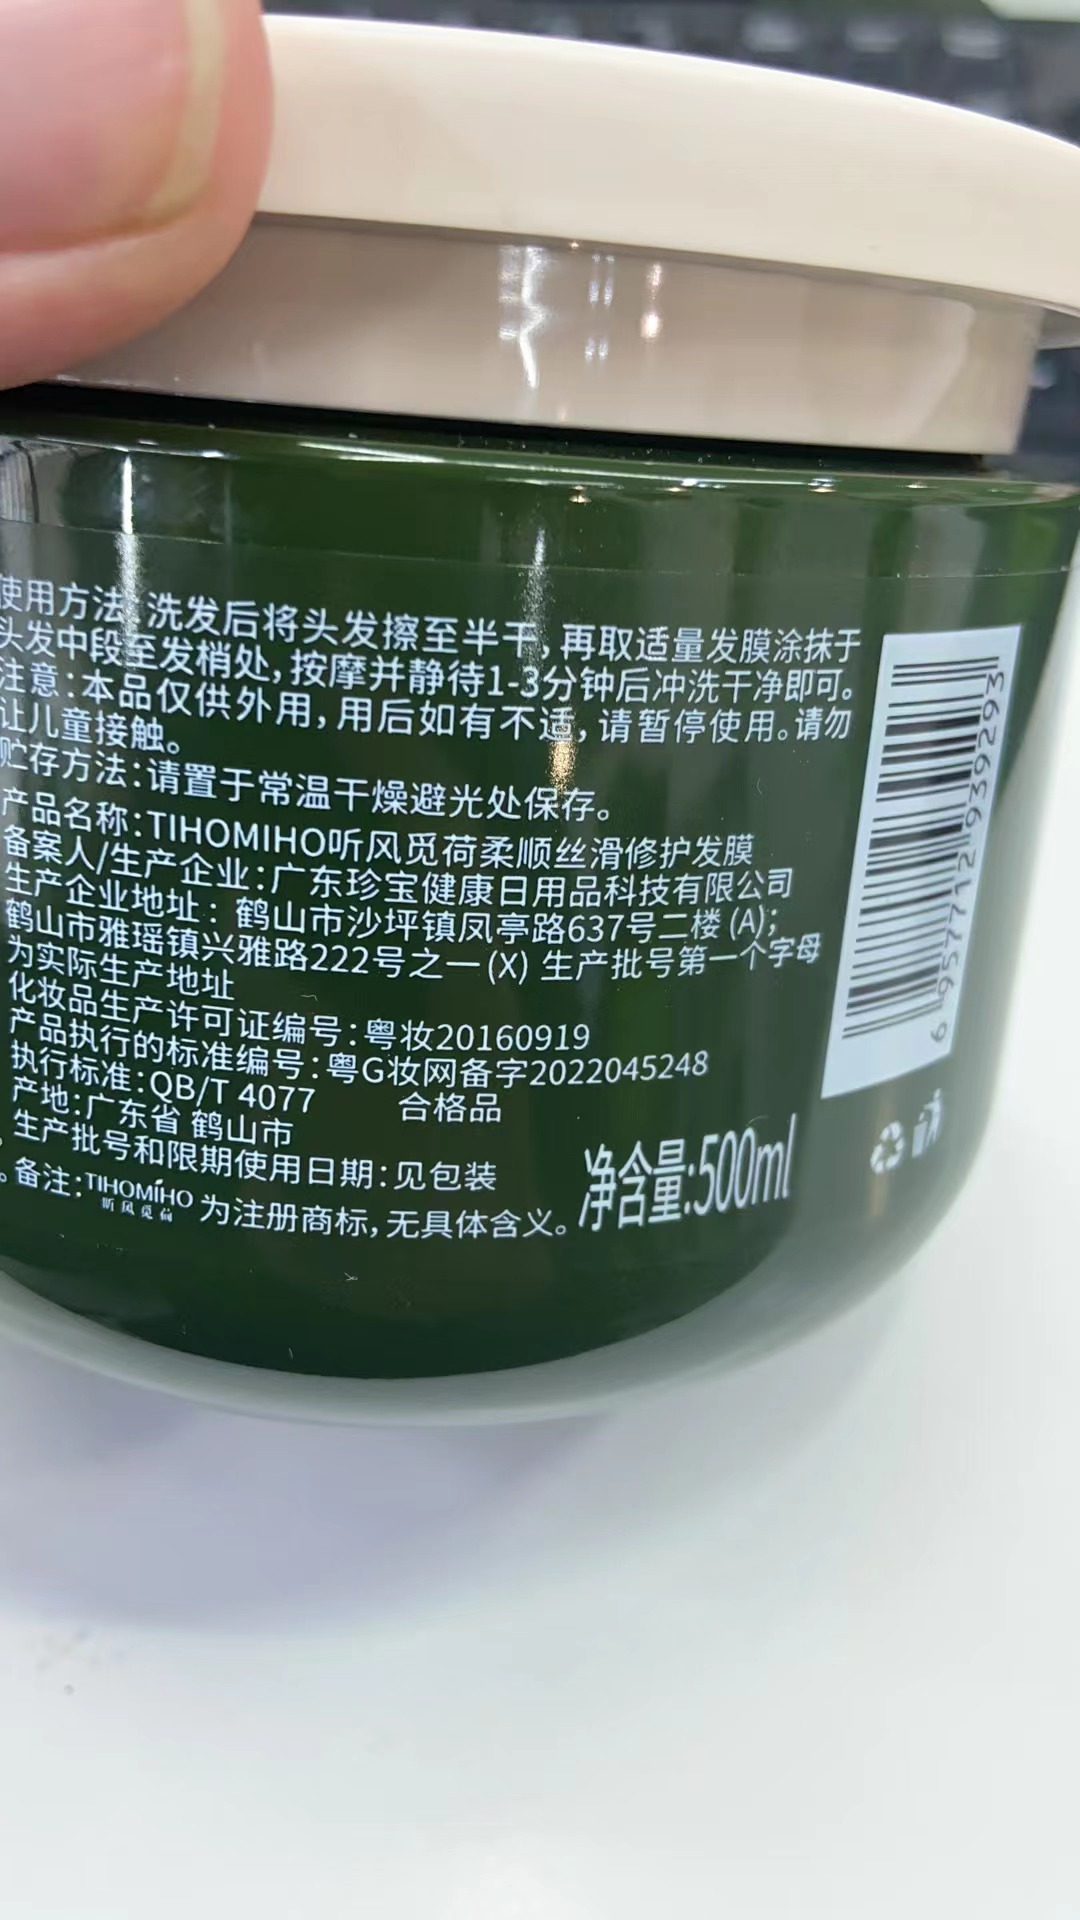 使用方法：洗发后将头发擦至半干，再取适量发膜涂抹于
头发中段至发梢处，按摩并静待1-3分钟后冲洗干净即可。
注意：本品仅供外用，用后如有不适，请暂停使用。请勿
让儿童接触。
贮存方法：请置于常温干燥避光处保存。
产品名称：TIHOMIHO听风觅荷柔顺丝滑修护发膜
备案人/生产企业：广东珍宝健康日用品科技有限公司
生产企业地址：鹤山市沙坪镇凤亭路637号二楼 (A)；
鹤山市雅瑶镇兴雅路222号之一 (X) 生产批号第一个字母
为实际生产地址
化妆品生产许可证编号：粤妆20160919
产品执行的标准编号：粤G妆网备字2022045248
执行标准：QB/T 4077 合格品
产地：广东省 鹤山市
生产批号和限期使用日期：见包装
备注：TIHOMIHO 听风觅荷 为注册商标，无具体含义。
净含量：500ml
6 957712 939293